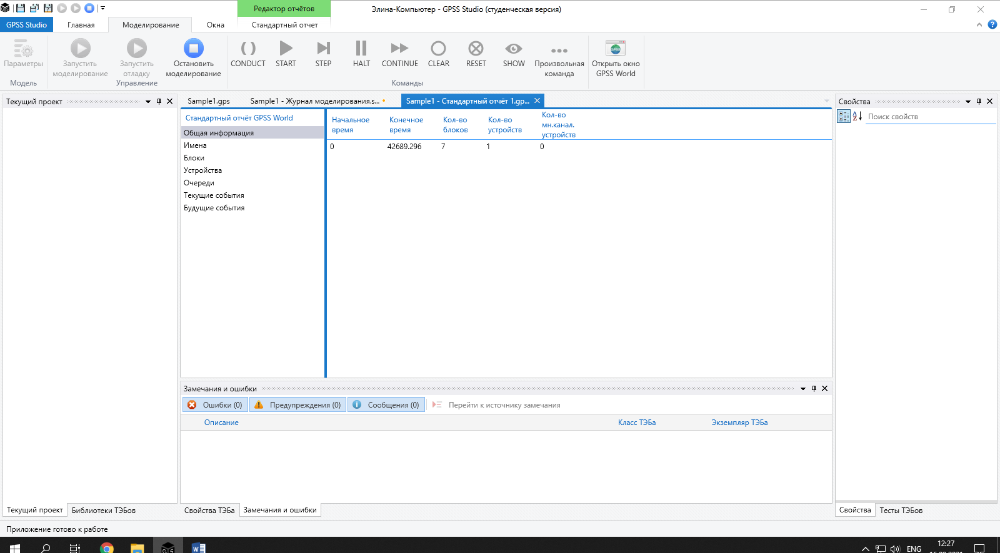 Редактор отчётов
Элина-Компьютер - GPSS Studio (студенческая версия)
GPSS Studio
Главная
Моделирование
Окна
Стандартный отчет
Параметры
Запустить моделирование
Запустить отладку
Остановить моделирование
CONDUCT
START
STEP
HALT
CONTINUE
CLEAR
RESET
SHOW
Произвольная команда
Открыть окно GPSS World
Модель
Управление
Команды
Текущий проект
Sample1.gps
Sample1 - Журнал моделирования.s...
Sample1 - Стандартный отчёт 1.gp...
Свойства
Поиск свойств
Стандартный отчёт GPSS World
Общая информация
Имена
Блоки
Устройства
Очереди
Текущие события
Будущие события
Начальное время
Конечное время
Кол-во блоков
Кол-во устройств
Кол-во мн.канал. устройств
0
42689.296
7
1
0
Замечания и ошибки
Ошибки (0)
Предупреждения (0)
Сообщения (0)
Перейти к источнику замечания
Описание
Класс ТЭБа
Экземпляр ТЭБа
Текущий проект
Библиотеки ТЭБов
Свойства ТЭБа
Замечания и ошибки
Свойства
Тесты ТЭБов
Приложение готово к работе
ENG
12:27